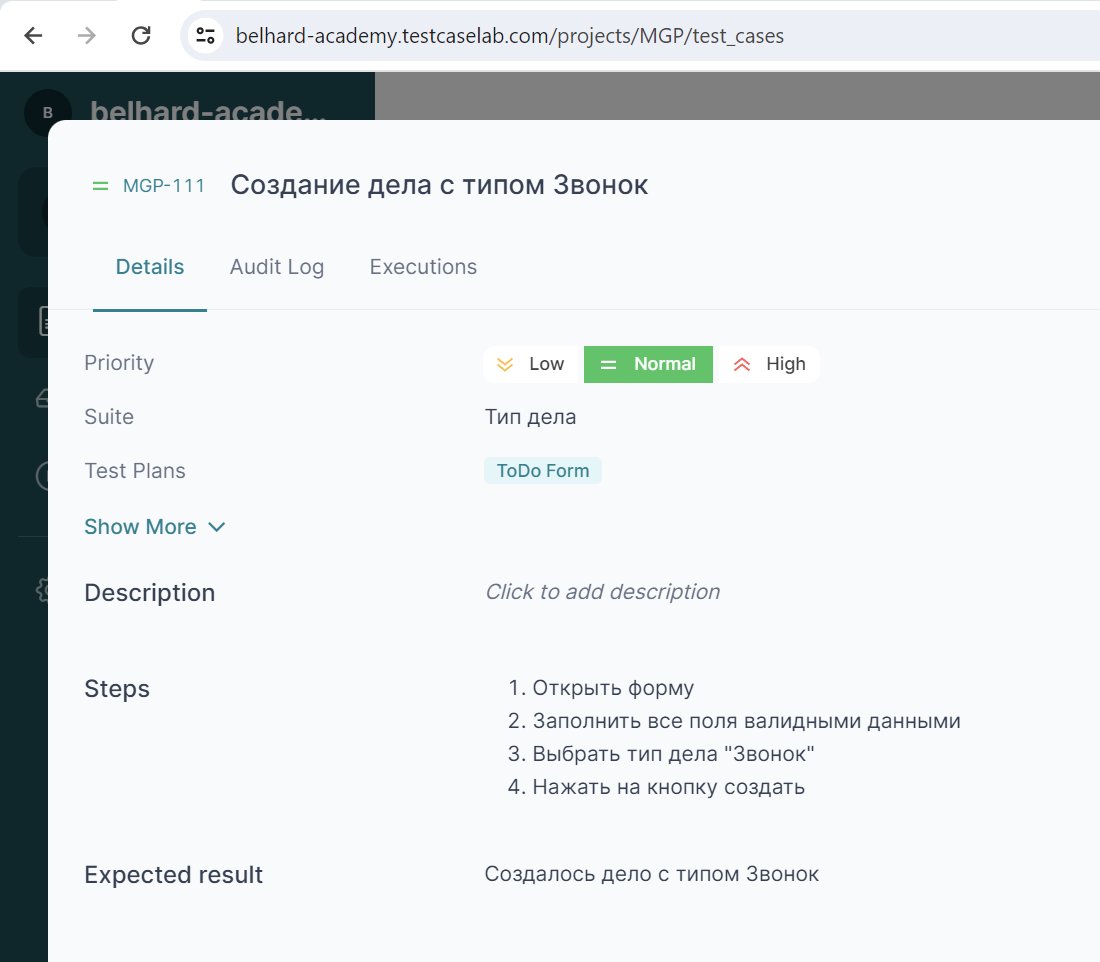 belhard-academy.testcaselab.com/projects/MGP/test_cases
B belhard-acade...
MGP-111 Создание дела с типом Звонок
Details Audit Log Executions
Priority Low Normal High
Suite Тип дела
Test Plans ToDo Form
Show More
Description Click to add description
Steps 1. Открыть форму
2. Заполнить все поля валидными данными
3. Выбрать тип дела "Звонок"
4. Нажать на кнопку создать
Expected result Создалось дело с типом Звонок